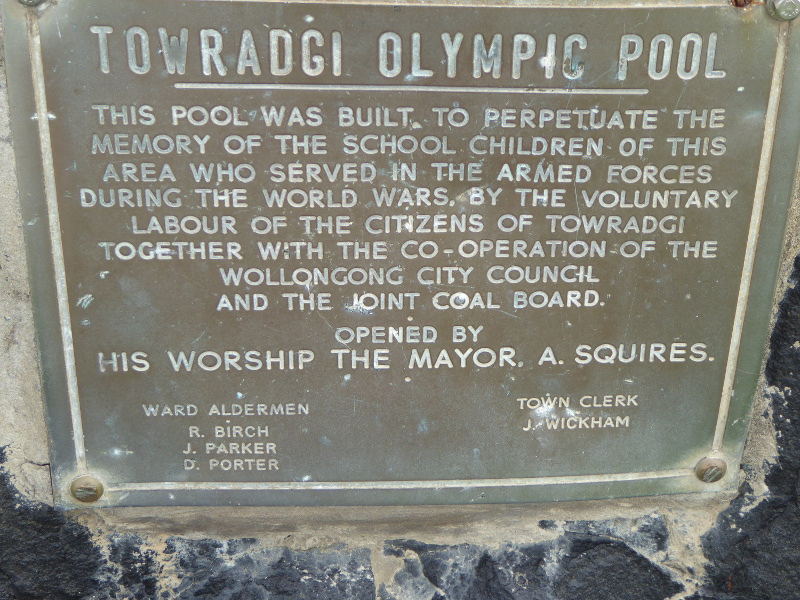 TOWRADGI OLYMPIC POOL
THIS POOL WAS BUILT, TO PERPETUATE THE
MEMORY OF THE SCHOOL CHILDREN OF THIS
AREA WHO SERVED IN THE ARMED FORCES
DURING THE WORLD WARS, BY THE VOLUNTARY
LABOUR OF THE CITIZENS OF TOWRADGI
TOGETHER WITH THE CO-OPERATION OF THE
WOLLONGONG CITY COUNCIL
AND THE JOINT COAL BOARD.
OPENED BY
HIS WORSHIP THE MAYOR, A. SQUIRES.
WARD ALDERMEN
R. BIRCH
J. PARKER
D. PORTER
TOWN CLERK
J. WICKHAM